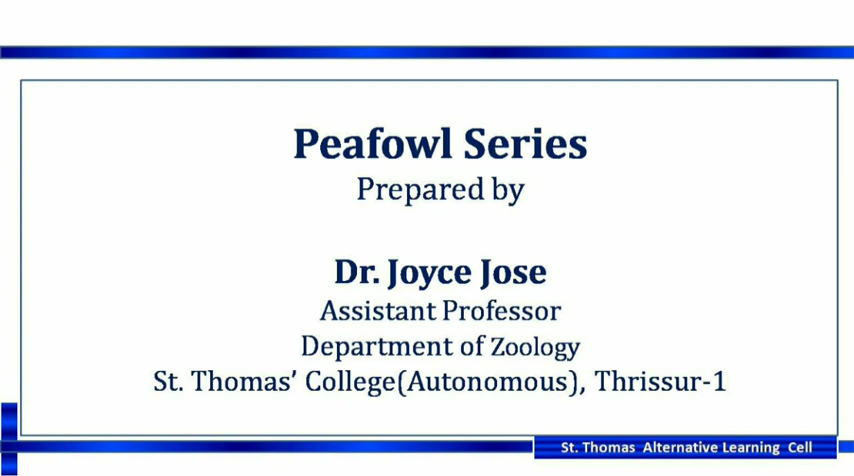 Peafowl Series
Prepared by
Dr. Joyce Jose
Assistant Professor
Department of Zoology
St. Thomas’ College(Autonomous), Thrissur-1
St. Thomas Alternative Learning Cell